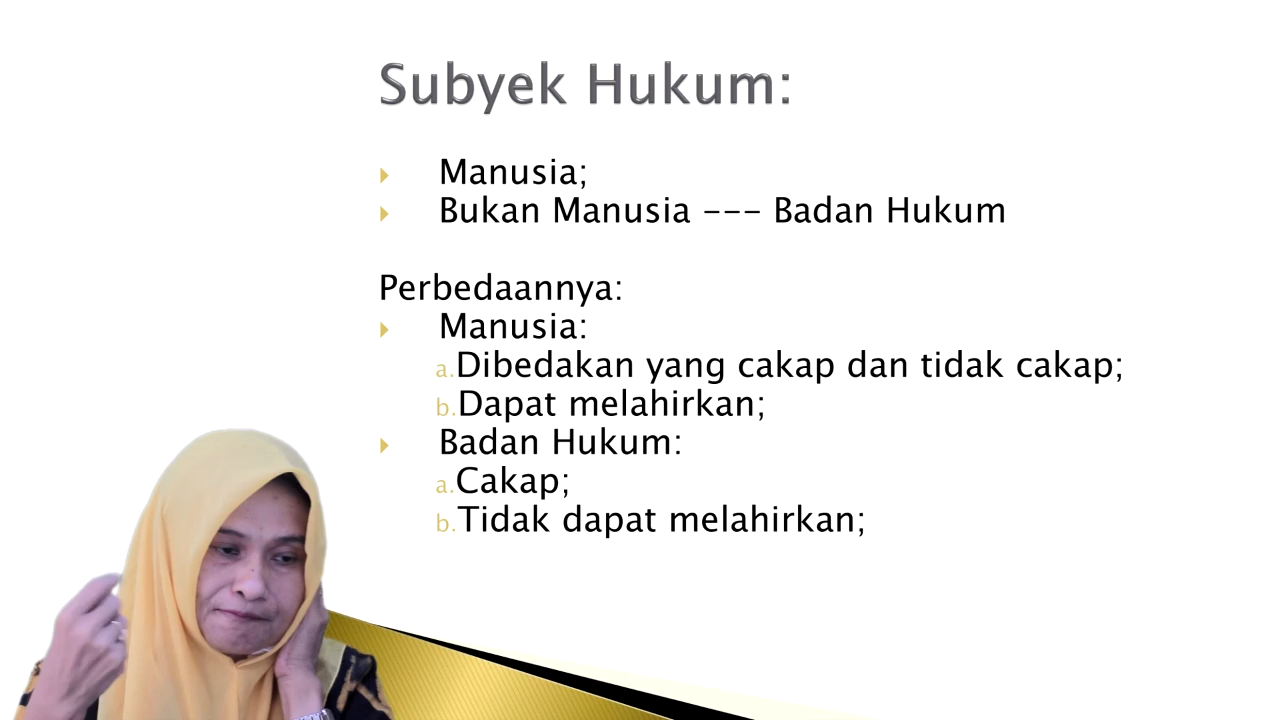 Subyek Hukum:
Manusia;
Bukan Manusia --- Badan Hukum
Perbedaannya:
Manusia:
a.Dibedakan yang cakap dan tidak cakap;
b.Dapat melahirkan;
Badan Hukum:
a.Cakap;
b.Tidak dapat melahirkan;